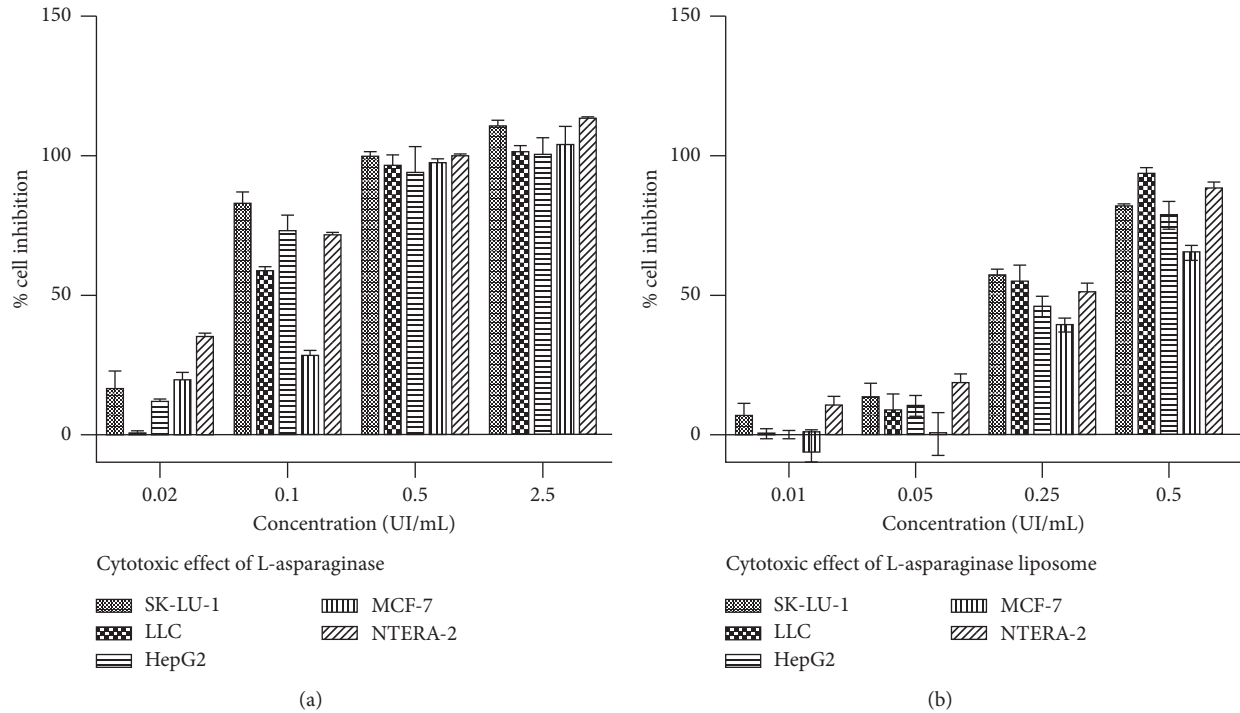 150
100
50
0
% cell inhibition
0.02 0.1 0.5 2.5
Concentration (UI/mL)
Cytotoxic effect of L-asparaginase
SK-LU-1 MCF-7
LLC NTERA-2
HepG2
(a)
150
100
50
0
% cell inhibition
0.01 0.05 0.25 0.5
Concentration (UI/mL)
Cytotoxic effect of L-asparaginase liposome
SK-LU-1 MCF-7
LLC NTERA-2
HepG2
(b)